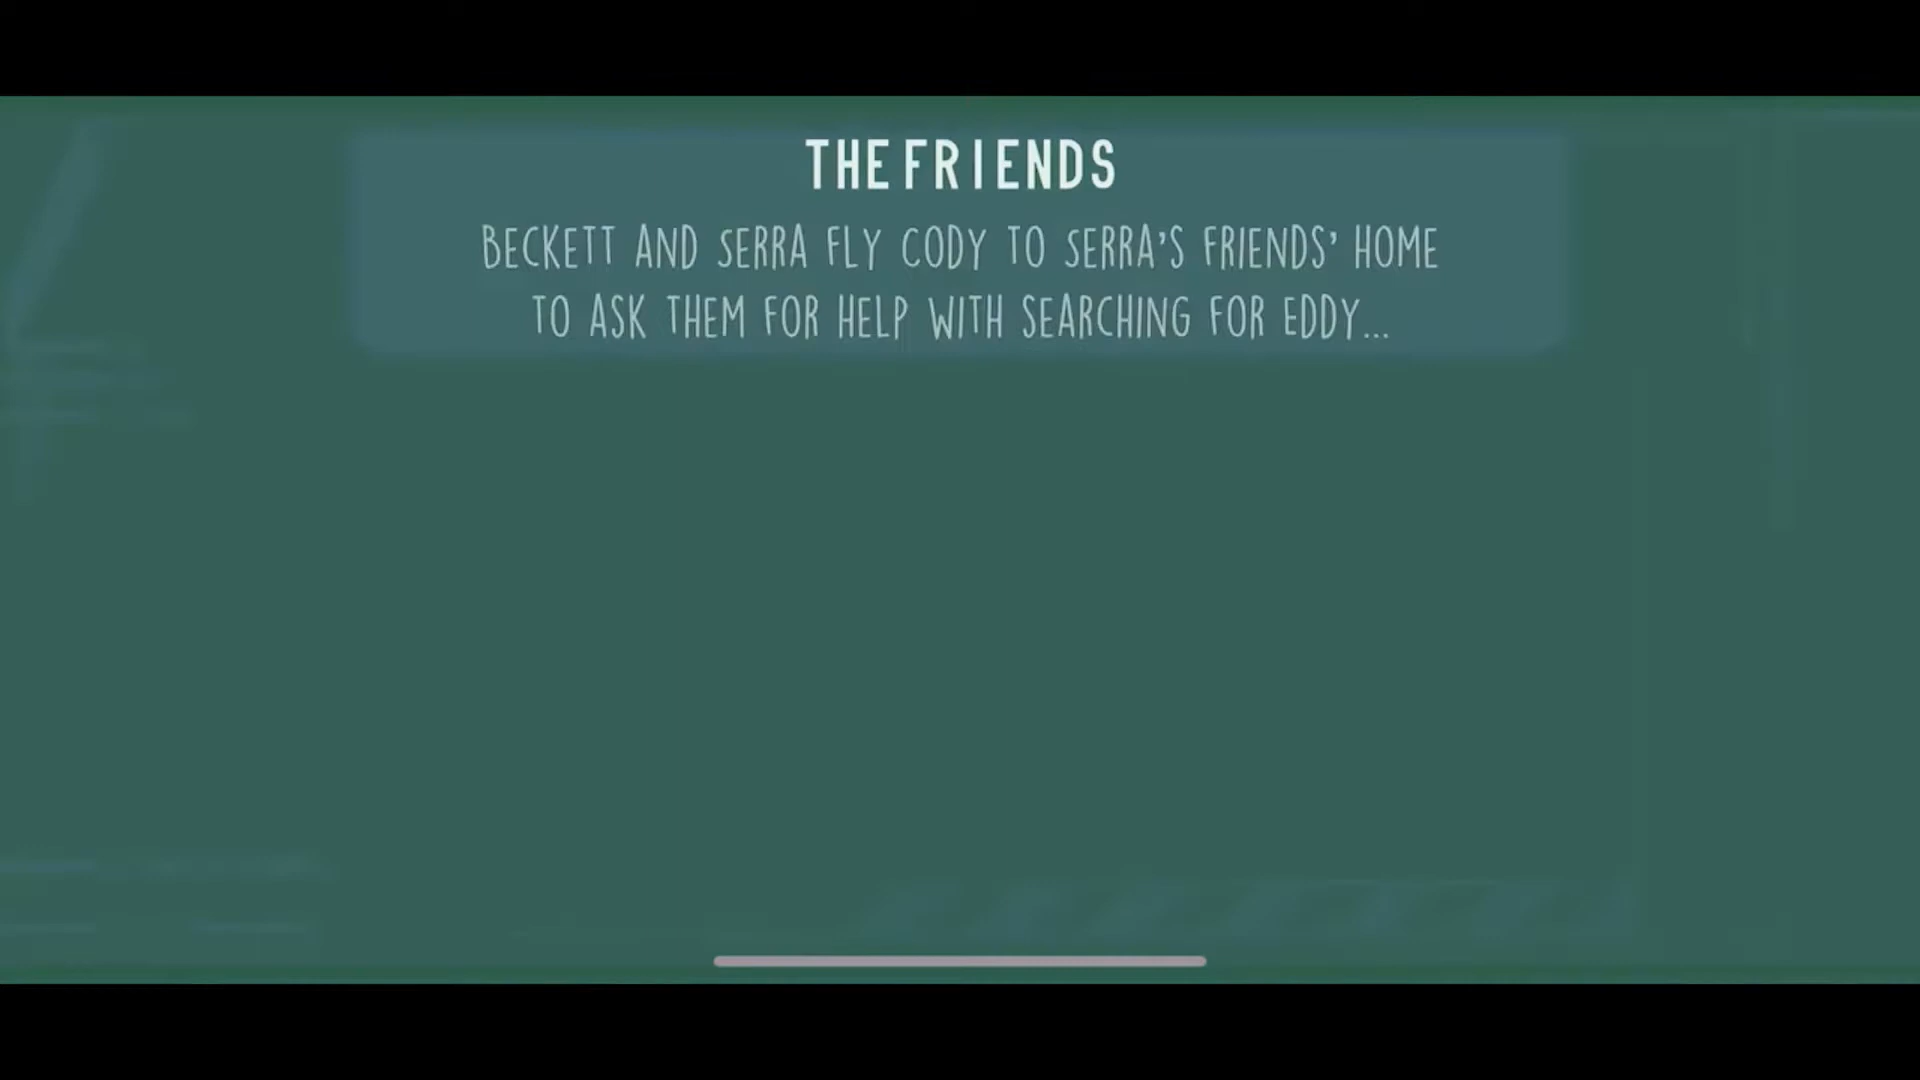 THE FRIENDS
BECKETT AND SERRA FLY CODY TO SERRA'S FRIENDS' HOME
TO ASK THEM FOR HELP WITH SEARCHING FOR EDDY...